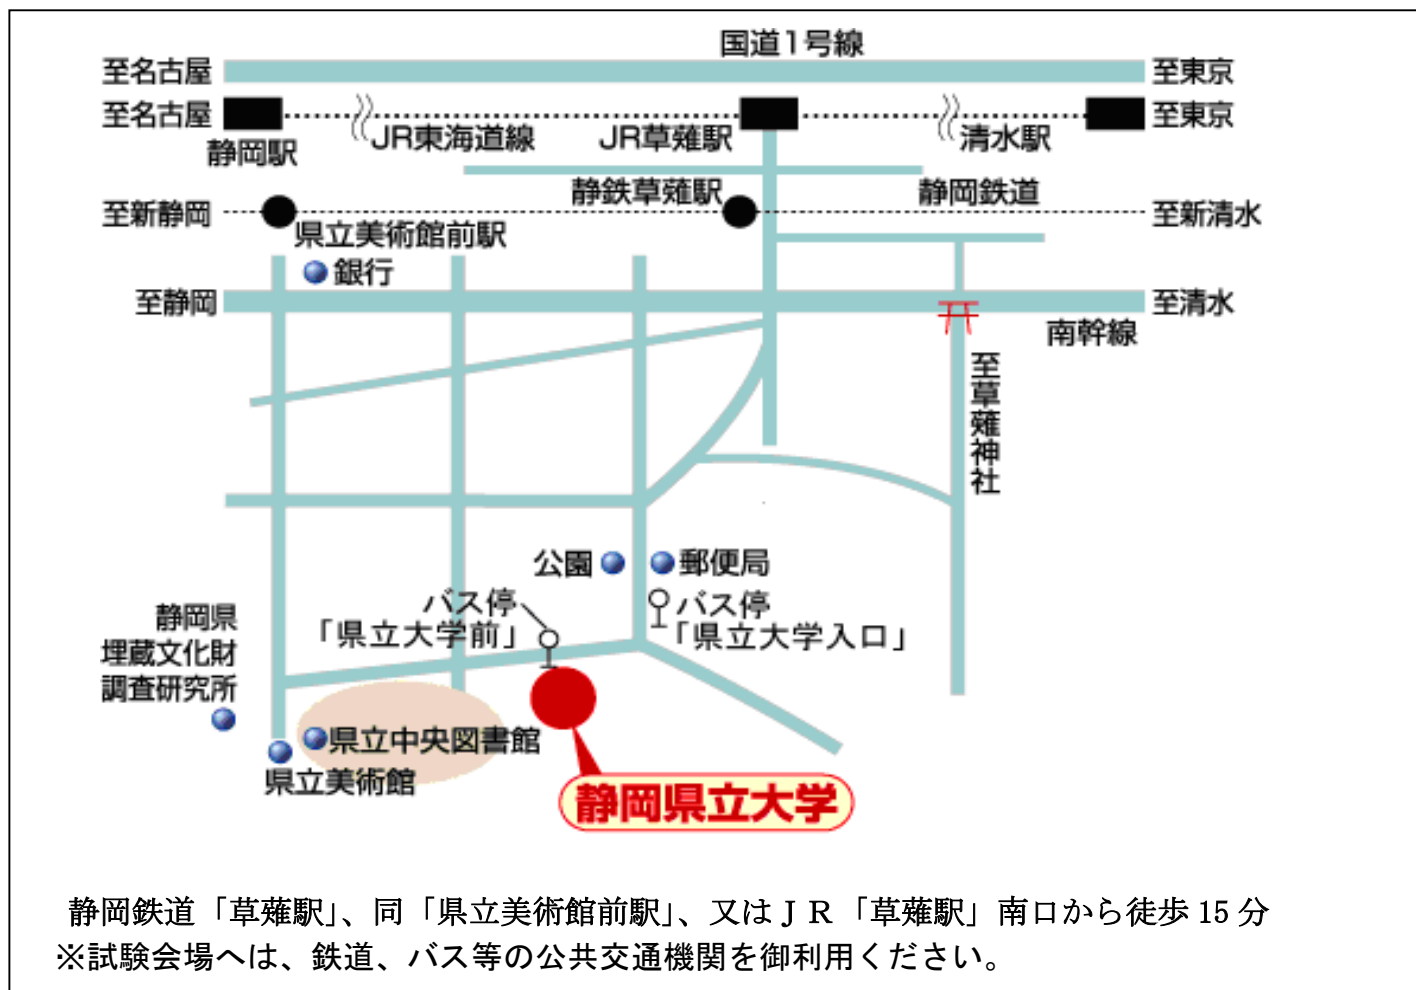 国道1号線
至名古屋
至東京
至名古屋
至東京
静岡駅
JR東海道線
JR草薙駅
清水駅
静鉄草薙駅
静岡鉄道
至新静岡
至新清水
県立美術館前駅
銀行
至静岡
至清水
南幹線
至草薙神社
公園
郵便局
バス停
「県立大学前」
バス停
「県立大学入口」
静岡県
埋蔵文化財
調査研究所
県立中央図書館
県立美術館
静岡県立大学
静岡鉄道「草薙駅」、同「県立美術館前駅」、又はJR「草薙駅」南口から徒歩15分
※試験会場へは、鉄道、バス等の公共交通機関を御利用ください。